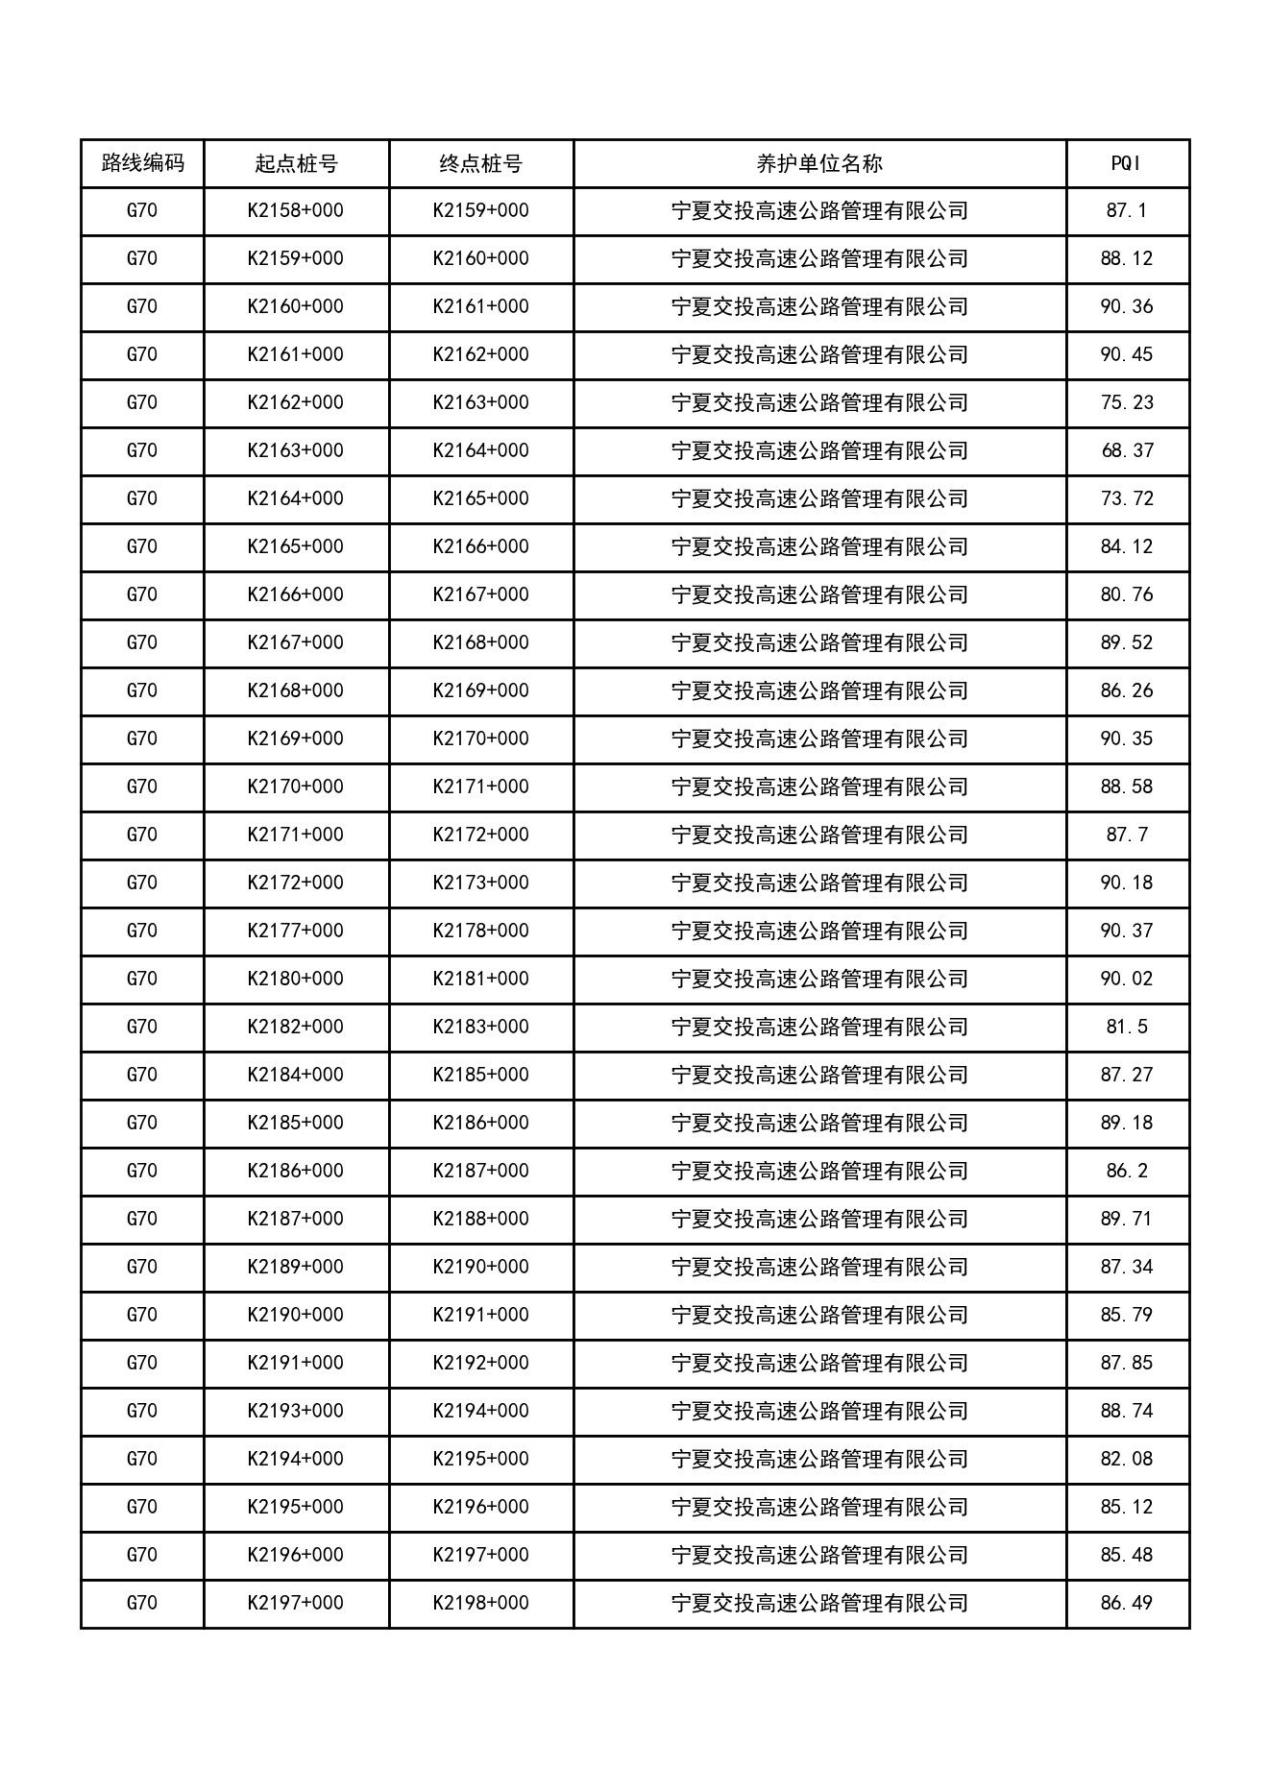 路线编码 起点桩号 终点桩号 养护单位名称 PQI
G70 K2158+000 K2159+000 宁夏交投高速公路管理有限公司 87.1
G70 K2159+000 K2160+000 宁夏交投高速公路管理有限公司 88.12
G70 K2160+000 K2161+000 宁夏交投高速公路管理有限公司 90.36
G70 K2161+000 K2162+000 宁夏交投高速公路管理有限公司 90.45
G70 K2162+000 K2163+000 宁夏交投高速公路管理有限公司 75.23
G70 K2163+000 K2164+000 宁夏交投高速公路管理有限公司 68.37
G70 K2164+000 K2165+000 宁夏交投高速公路管理有限公司 73.72
G70 K2165+000 K2166+000 宁夏交投高速公路管理有限公司 84.12
G70 K2166+000 K2167+000 宁夏交投高速公路管理有限公司 80.76
G70 K2167+000 K2168+000 宁夏交投高速公路管理有限公司 89.52
G70 K2168+000 K2169+000 宁夏交投高速公路管理有限公司 86.26
G70 K2169+000 K2170+000 宁夏交投高速公路管理有限公司 90.35
G70 K2170+000 K2171+000 宁夏交投高速公路管理有限公司 88.58
G70 K2171+000 K2172+000 宁夏交投高速公路管理有限公司 87.7
G70 K2172+000 K2173+000 宁夏交投高速公路管理有限公司 90.18
G70 K2177+000 K2178+000 宁夏交投高速公路管理有限公司 90.37
G70 K2180+000 K2181+000 宁夏交投高速公路管理有限公司 90.02
G70 K2182+000 K2183+000 宁夏交投高速公路管理有限公司 81.5
G70 K2184+000 K2185+000 宁夏交投高速公路管理有限公司 87.27
G70 K2185+000 K2186+000 宁夏交投高速公路管理有限公司 89.18
G70 K2186+000 K2187+000 宁夏交投高速公路管理有限公司 86.2
G70 K2187+000 K2188+000 宁夏交投高速公路管理有限公司 89.71
G70 K2189+000 K2190+000 宁夏交投高速公路管理有限公司 87.34
G70 K2190+000 K2191+000 宁夏交投高速公路管理有限公司 85.79
G70 K2191+000 K2192+000 宁夏交投高速公路管理有限公司 87.85
G70 K2193+000 K2194+000 宁夏交投高速公路管理有限公司 88.74
G70 K2194+000 K2195+000 宁夏交投高速公路管理有限公司 82.08
G70 K2195+000 K2196+000 宁夏交投高速公路管理有限公司 85.12
G70 K2196+000 K2197+000 宁夏交投高速公路管理有限公司 85.48
G70 K2197+000 K2198+000 宁夏交投高速公路管理有限公司 86.49